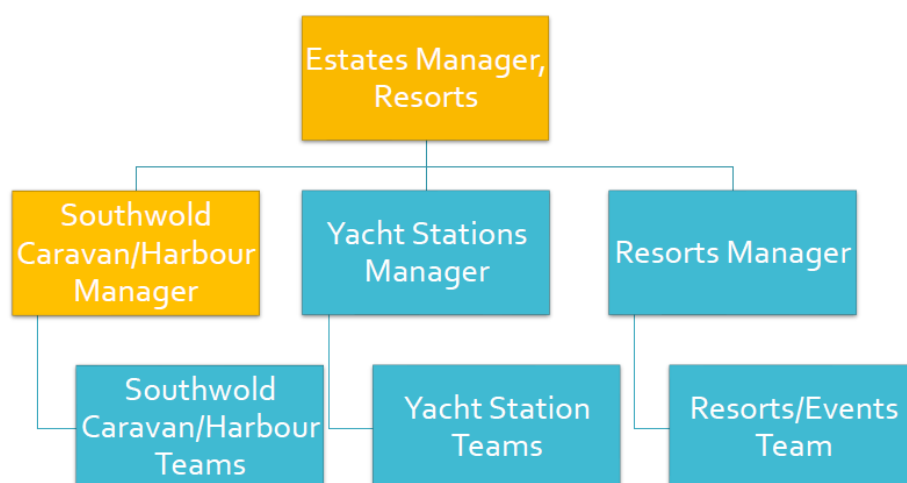 Estates Manager,
Resorts
Southwold
Caravan/Harbour
Manager
Yacht Stations
Manager
Resorts Manager
Southwold
Caravan/Harbour
Teams
Yacht Station
Teams
Resorts/Events
Team